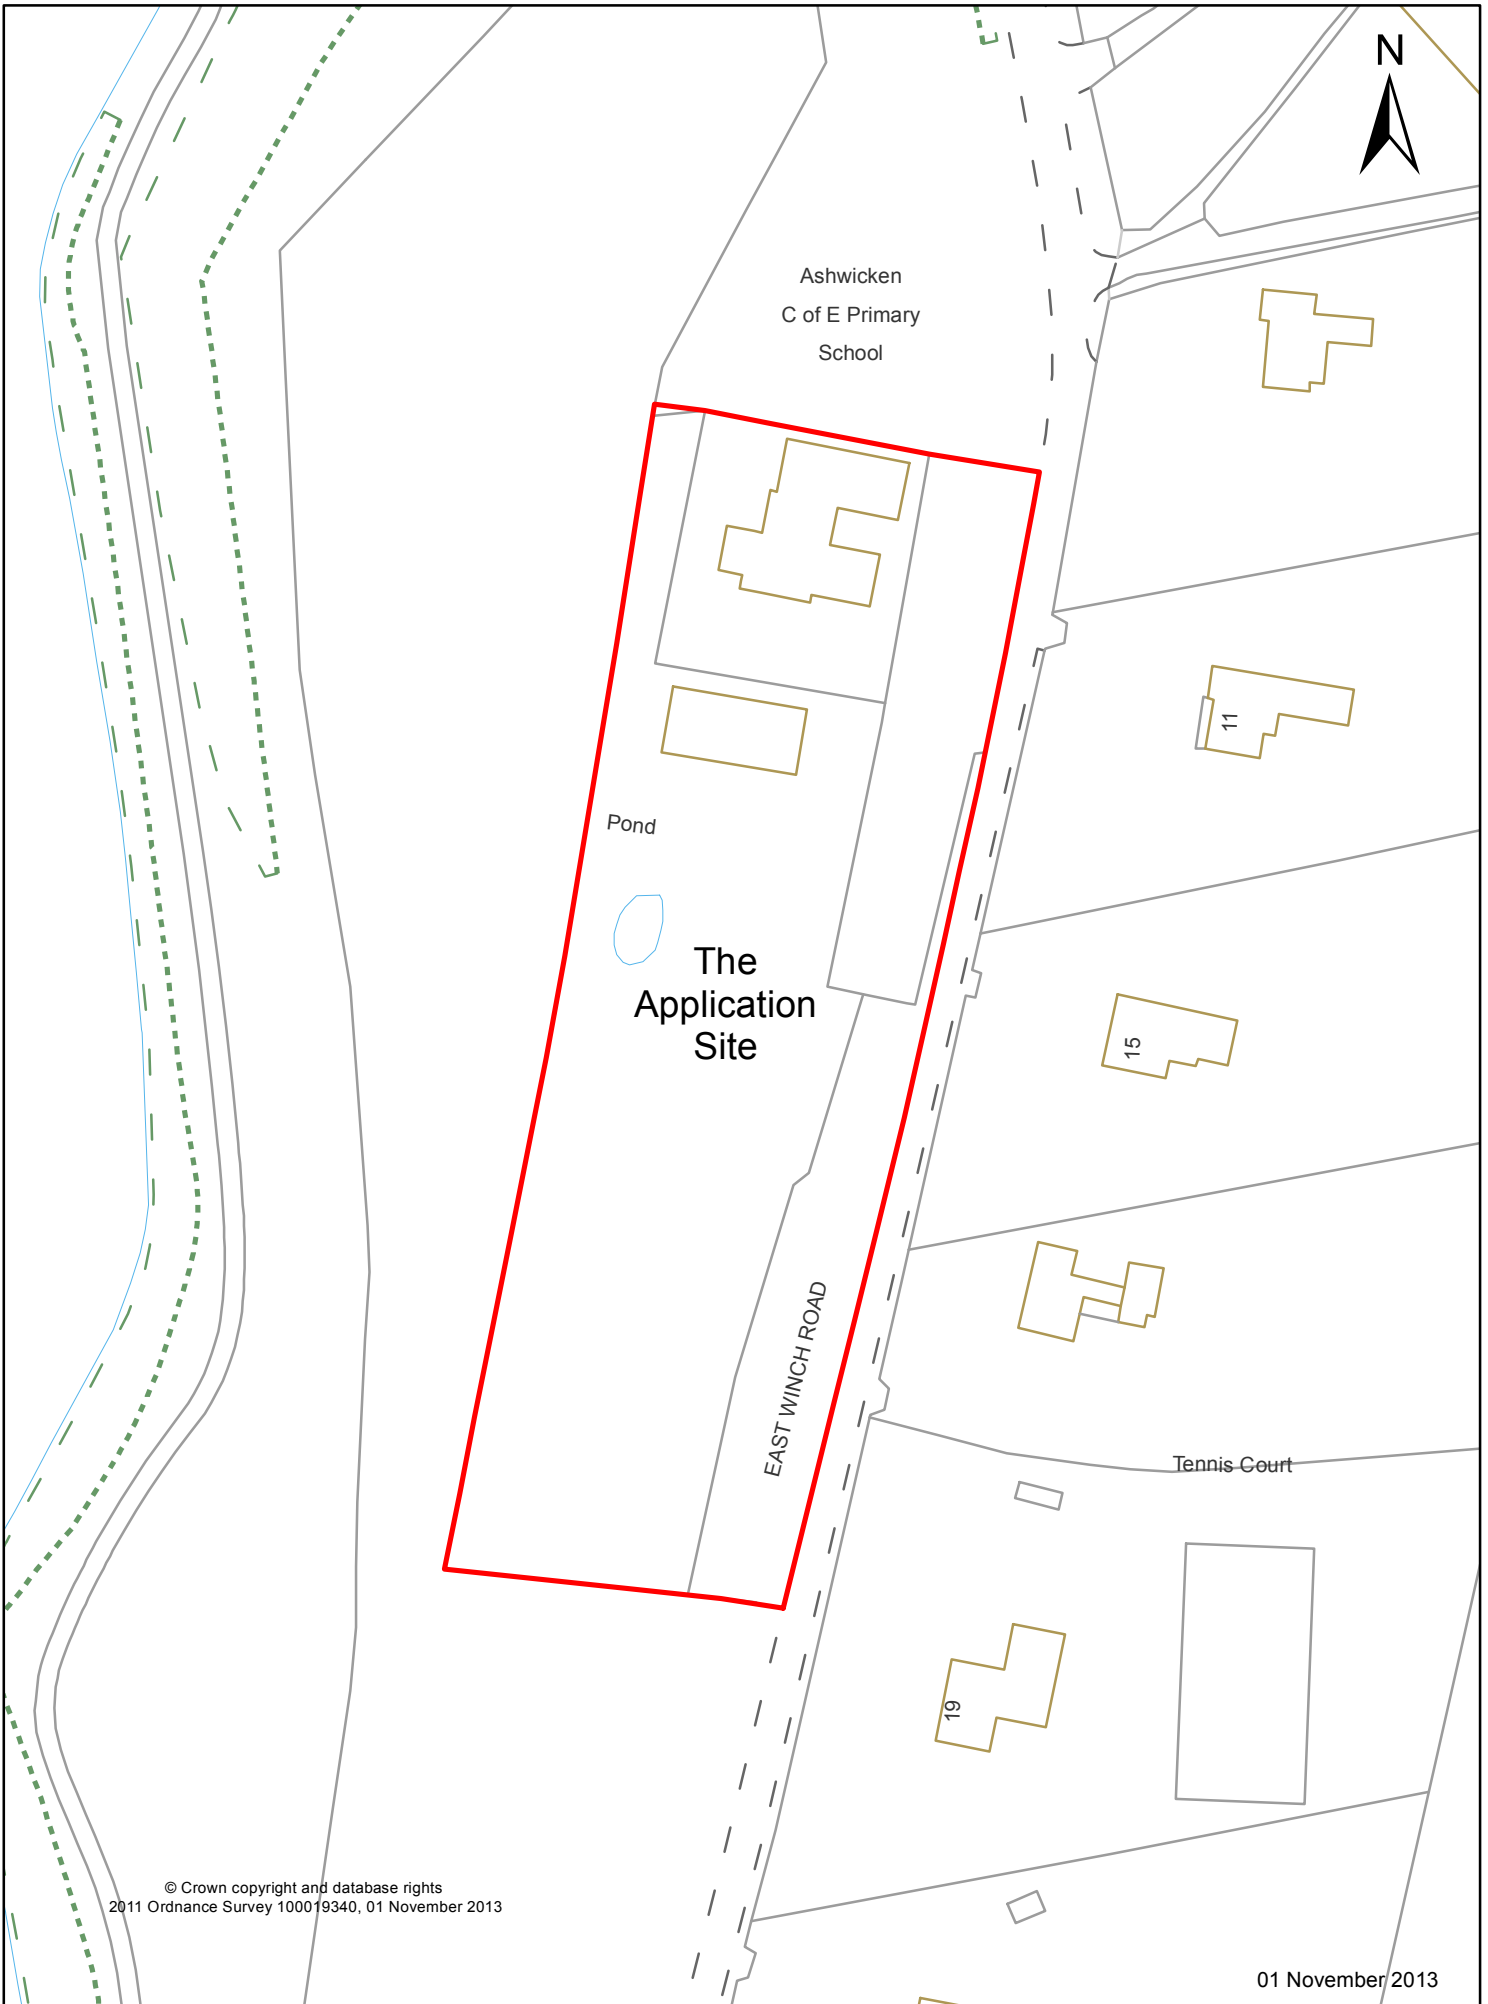 N
Ashwicken
C of E Primary
School
11
Pond
The
Application
Site
15
EAST WINCH ROAD
Tennis Court
19
© Crown copyright and database rights
2011 Ordnance Survey 100019340, 01 November 2013
01 November 2013